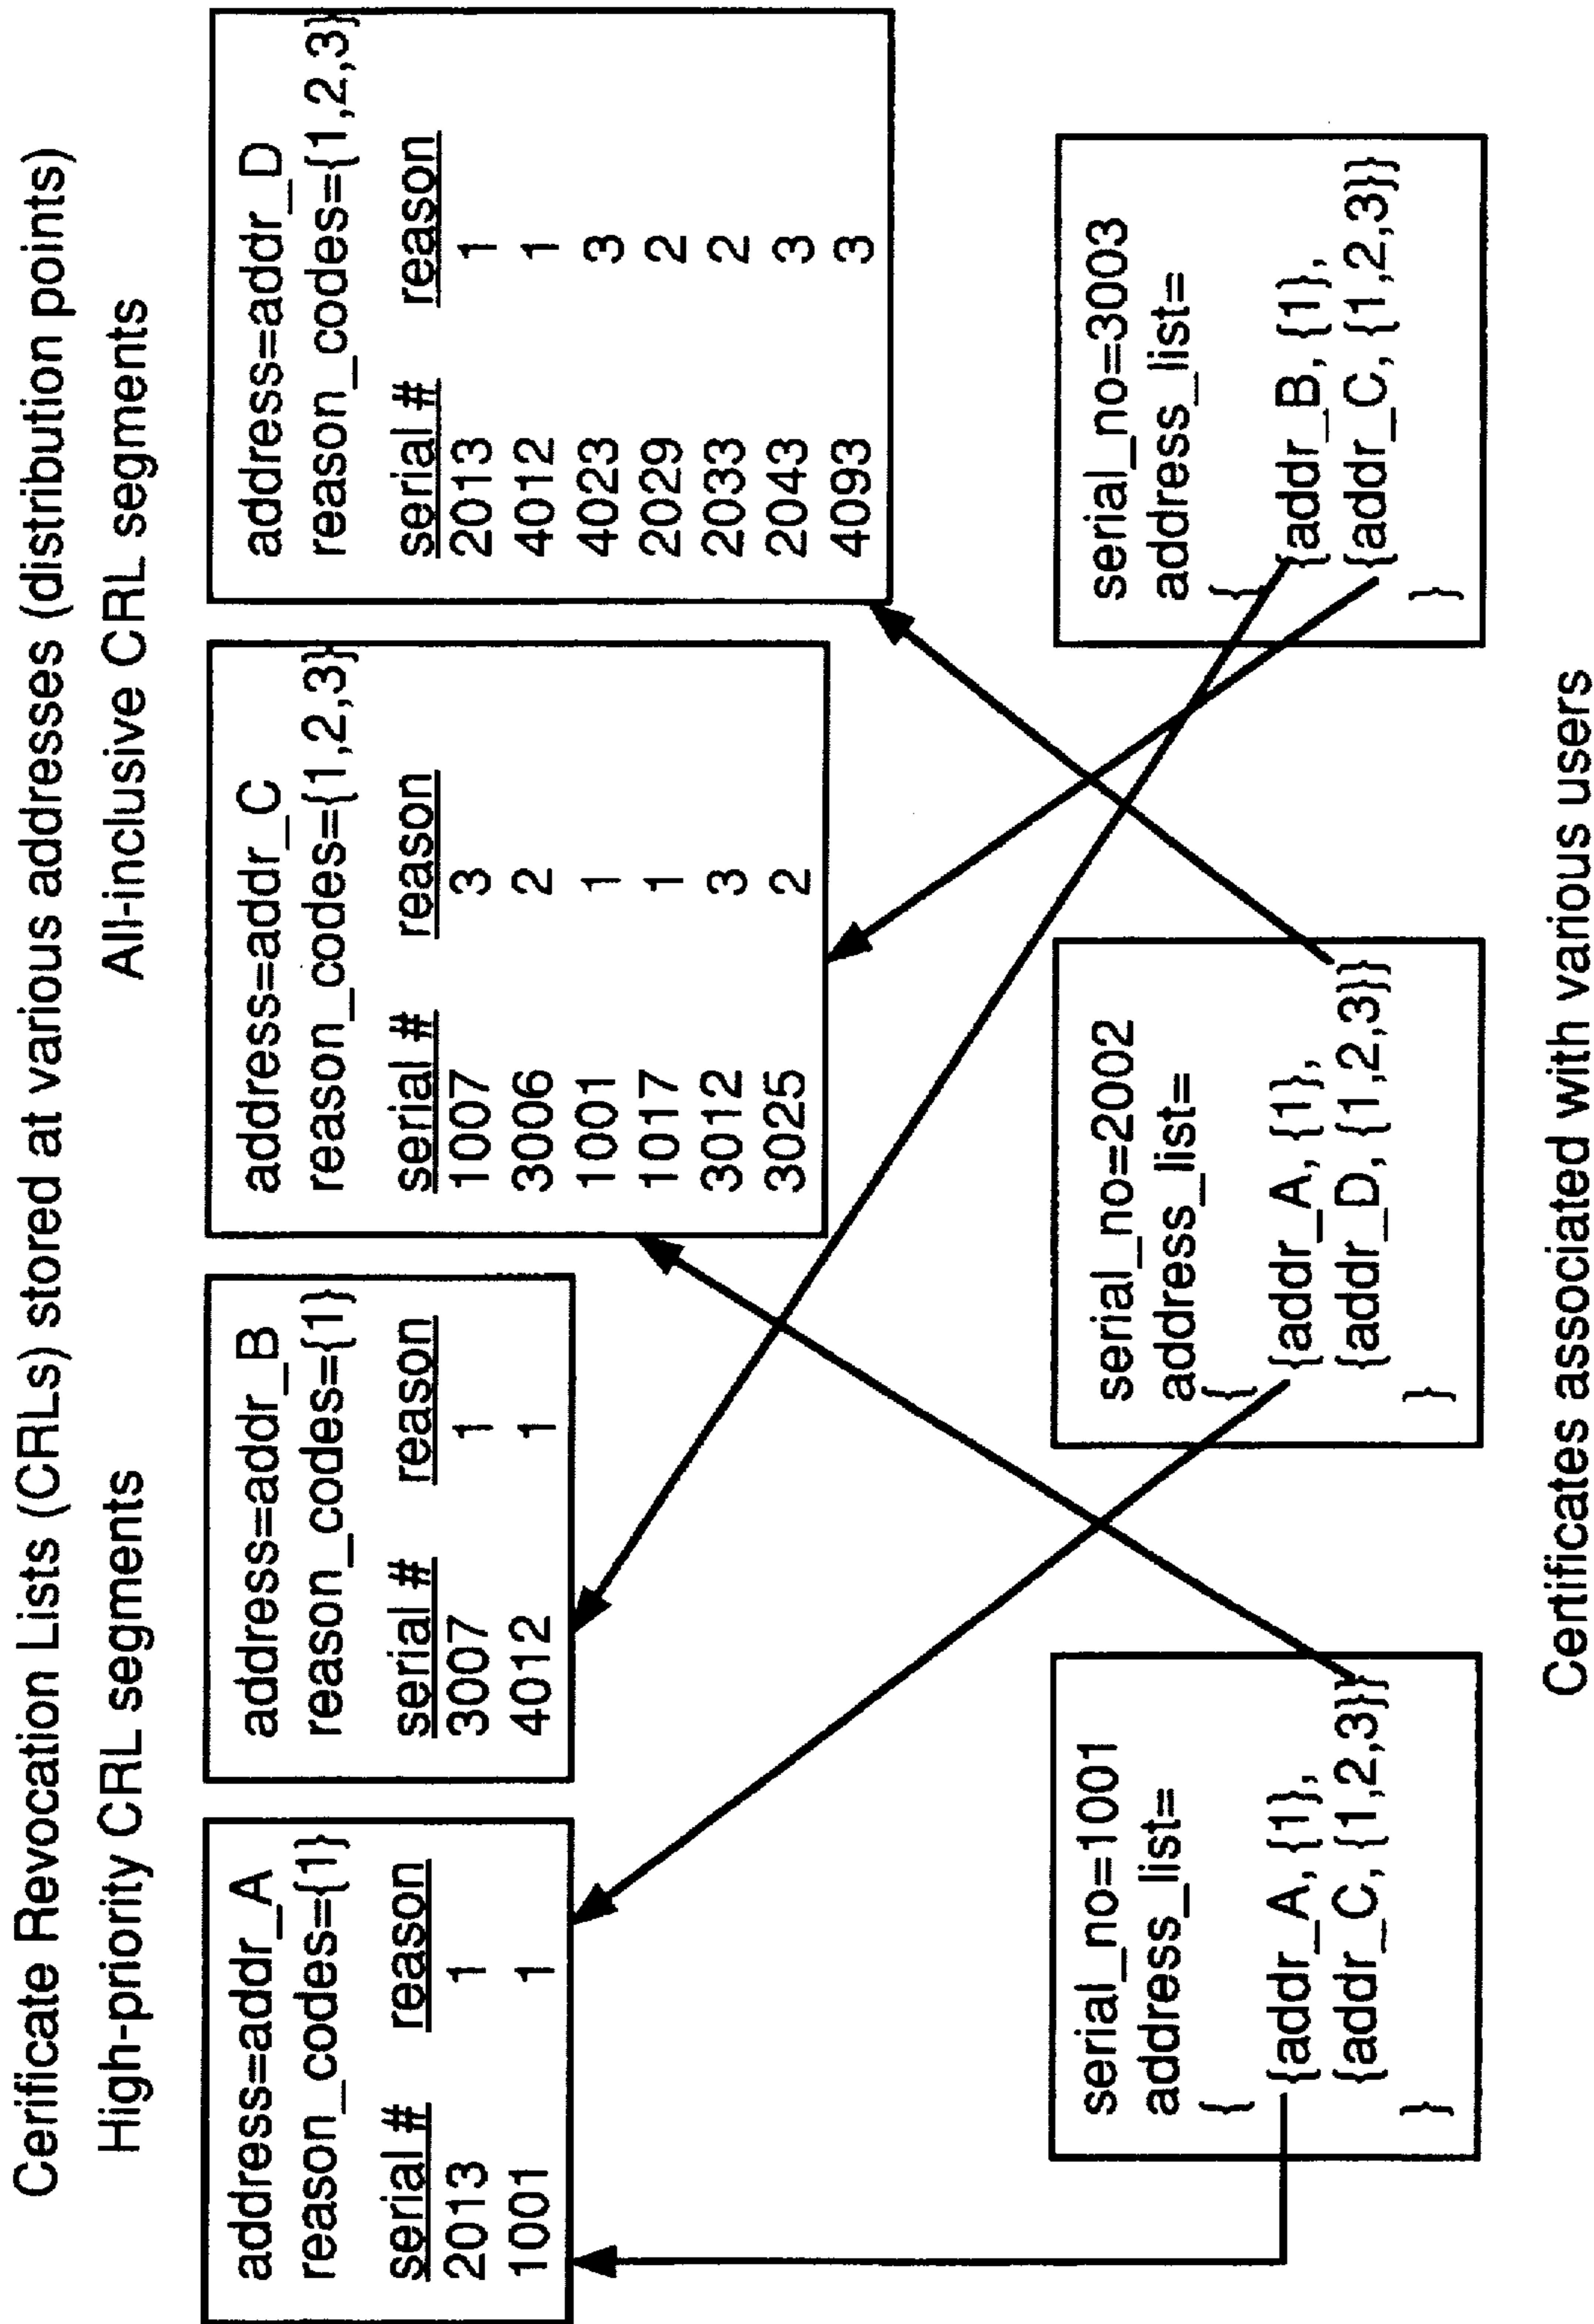 Cerificate Revocation Lists (CRLs) stored at various addresses (distribution points)
High-priority CRL segments
All-inclusive CRL segments
address=addr_A
reason_codes={1}
serial # reason
2013 1
1001 1
address=addr_B
reason_codes={1}
serial # reason
3007 1
4012 1
address=addr_C
reason_codes={1,2,3}
serial # reason
1007 3
3006 2
1001 1
1017 1
3012 3
3025 2
address=addr_D
reason_codes={1,2,3}
serial # reason
2013 1
4012 1
4023 3
2029 2
2033 2
2043 3
4093 3
serial_no=1001
address_list=
{
{addr_A, {1},
{addr_C, {1,2,3}}
}
serial_no=2002
address_list=
{
{addr_A, {1},
{addr_D, {1,2,3}}
}
serial_no=3003
address_list=
{
{addr_B, {1},
{addr_C, {1,2,3}}
}
Certificates associated with various users